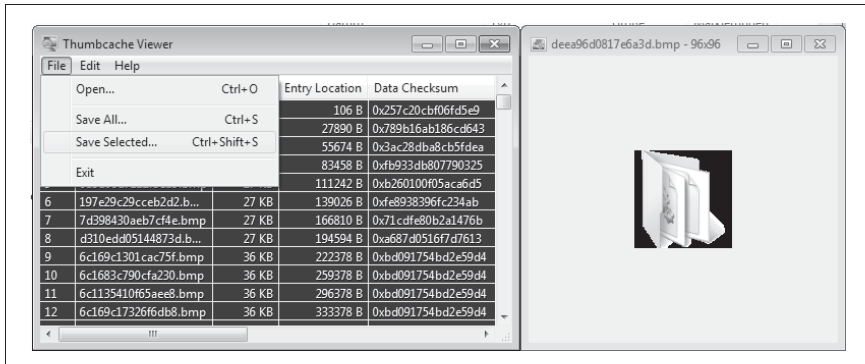 Thumbcache Viewer
File Edit Help
Open... Ctrl+O
Save All... Ctrl+S
Save Selected... Ctrl+Shift+S
Exit
Entry Location Data Checksum
106 B 0x257c20cbf06fd5e9
27890 B 0x789b16ab186cd643
55674 B 0x3ac28dba8cb5fdea
83458 B 0xfb933db807790325
111242 B 0xb260100f05aca6d5
6 197e29c29cceb2d2.b... 27 KB 139026 B 0xfe8938396fc234ab
7 7d398430aeb7cf4e.bmp 27 KB 166810 B 0x71cdfe80b2a1476b
8 d310edd05144873d.b... 27 KB 194594 B 0xa687d0516f7d7613
9 6c169c1301cac75f.bmp 36 KB 222378 B 0xbd091754bd2e59d4
10 6c1683c790cfa230.bmp 36 KB 259378 B 0xbd091754bd2e59d4
11 6c1135410f65aee8.bmp 36 KB 296378 B 0xbd091754bd2e59d4
12 6c169c17326f6db8.bmp 36 KB 333378 B 0xbd091754bd2e59d4
deea96d0817e6a3d.bmp - 96x96